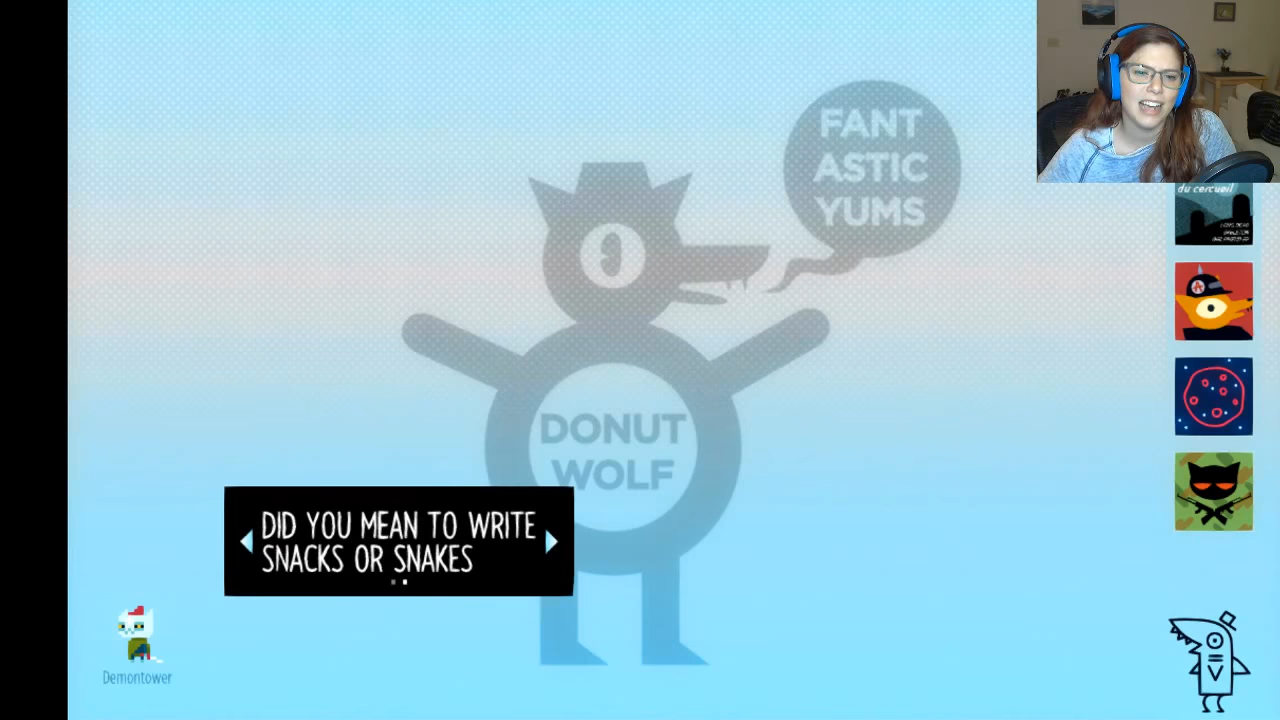 FANT
ASTIC
YUMS
du cercueil
A
DONUT
WOLF
DID YOU MEAN TO WRITE
SNACKS OR SNAKES
Demontower